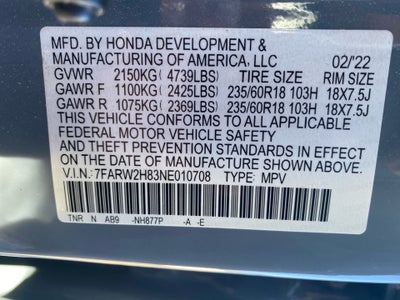 MFD. BY HONDA DEVELOPMENT &
MANUFACTURING OF AMERICA, LLC 02/'22
GVWR 2150KG (4739LBS) TIRE SIZE RIM SIZE
GAWR F 1100KG (2425LBS) 235/60R18 103H 18X7.5J
GAWR R 1075KG (2369LBS) 235/60R18 103H 18X7.5J
THIS VEHICLE CONFORMS TO ALL APPLICABLE
FEDERAL MOTOR VEHICLE SAFETY
AND THEFT PREVENTION STANDARDS IN EFFECT
ON THE DATE OF MANUFACTURE SHOWN ABOVE.
V.I.N.: 7FARW2H83NE010708 TYPE: MPV
TNR N AB9 -NH877P -A -E